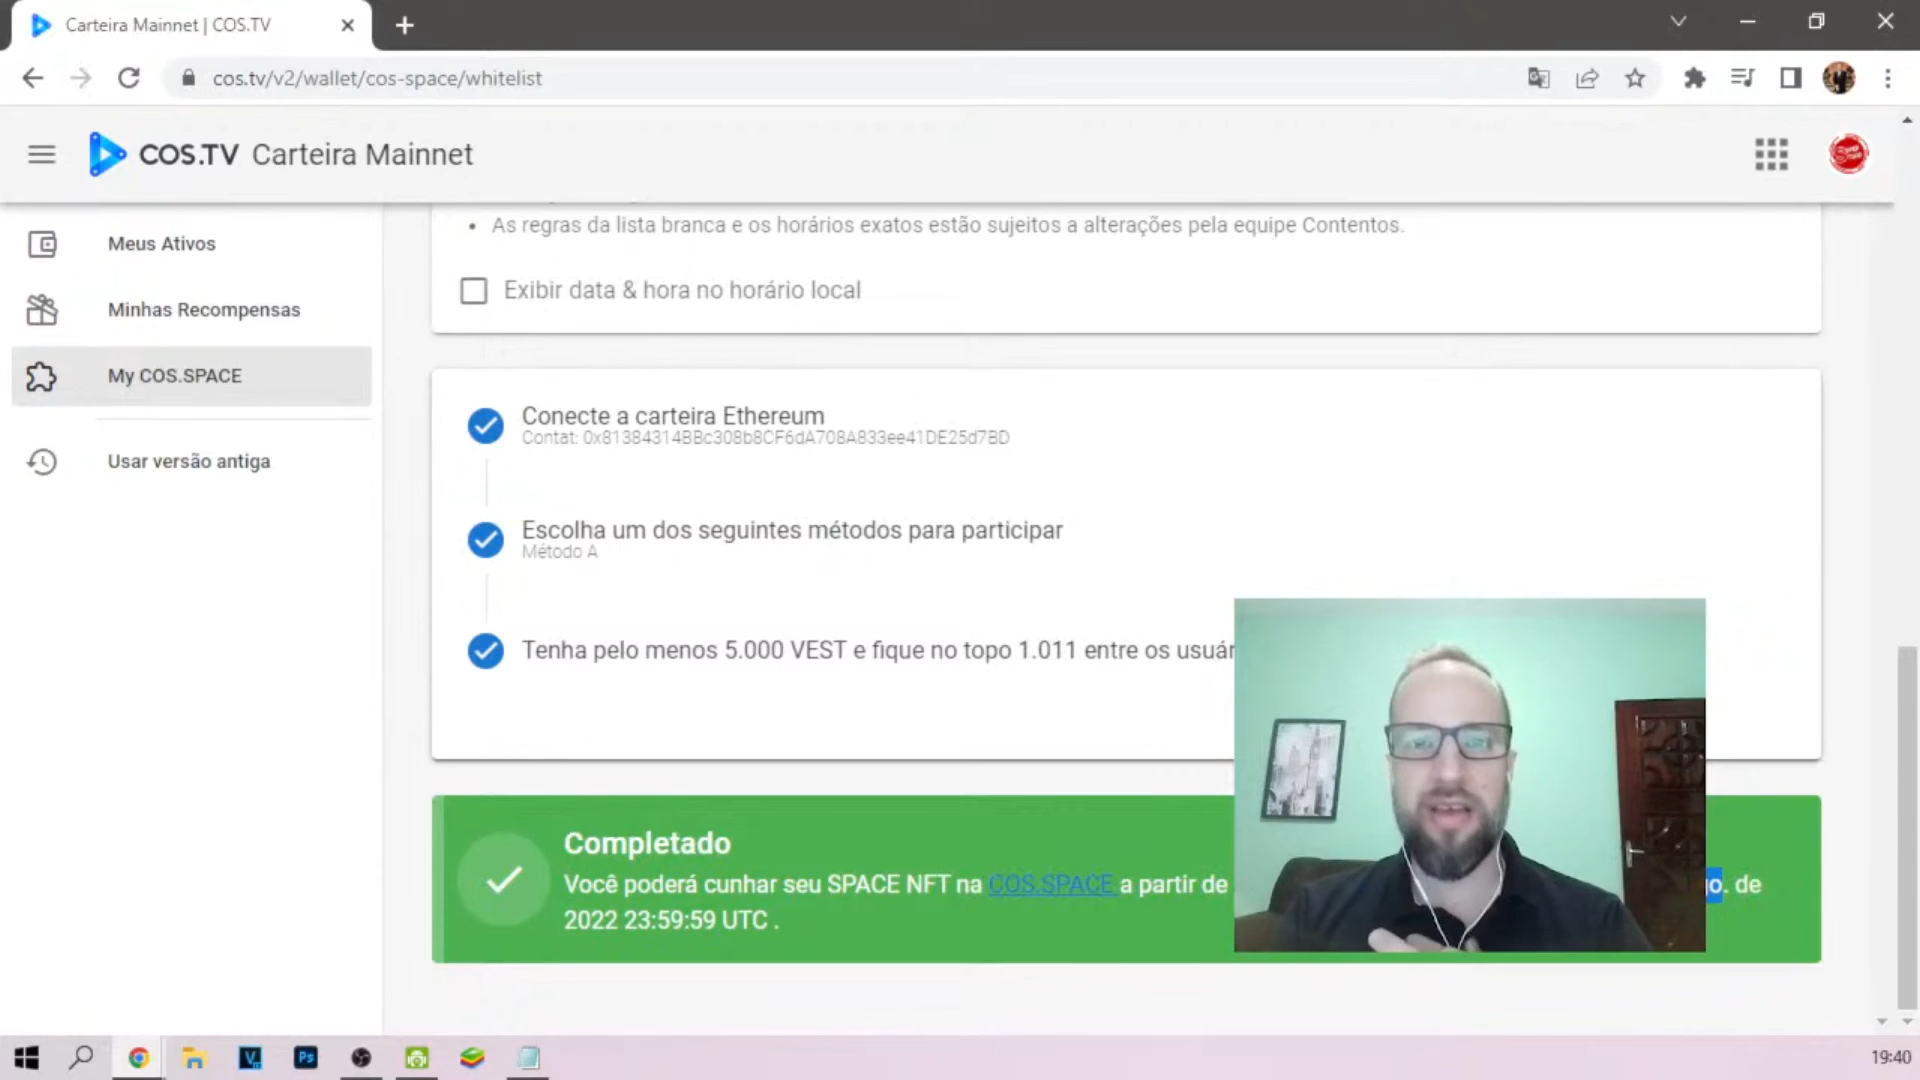 Carteira Mainnet | COS.TV
cos.tv/v2/wallet/cos-space/whitelist
COS.TV Carteira Mainnet
Meus Ativos
Minhas Recompensas
My COS.SPACE
Usar versão antiga
As regras da lista branca e os horários exatos estão sujeitos a alterações pela equipe Contentos.
Exibir data & hora no horário local
Conecte a carteira Ethereum
Contat: 0x81384314BBc308b8CF6dA708A833ee41DE25d7BD
Escolha um dos seguintes métodos para participar
Método A
Tenha pelo menos 5.000 VEST e fique no topo 1.011 entre os usuár
Completado
Você poderá cunhar seu SPACE NFT na COS.SPACE a partir de
o. de
2022 23:59:59 UTC .
Ps
19:40